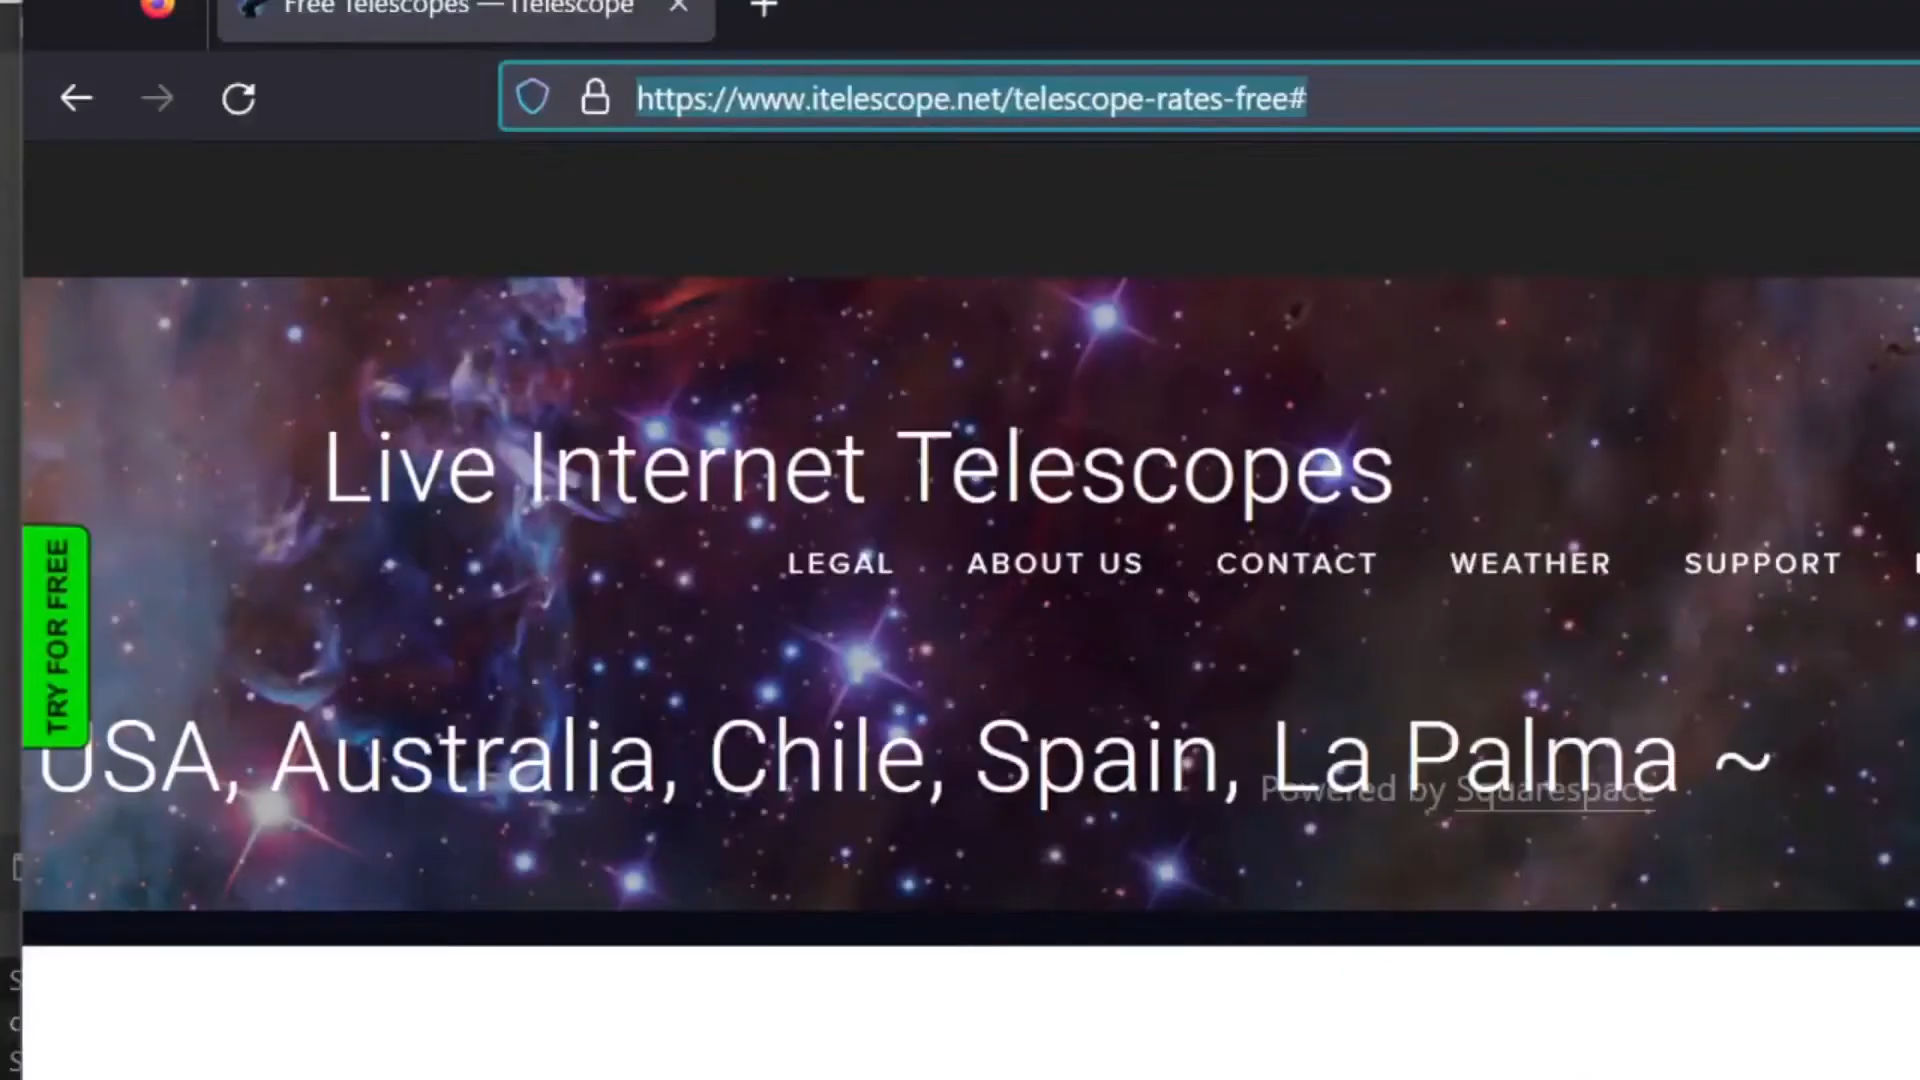 Free Telescopes — iTelescope
https://www.itelescope.net/telescope-rates-free#
Live Internet Telescopes
LEGAL ABOUT US CONTACT WEATHER SUPPORT
TRY FOR FREE
USA, Australia, Chile, Spain, La Palma ~
Powered by Squarespace